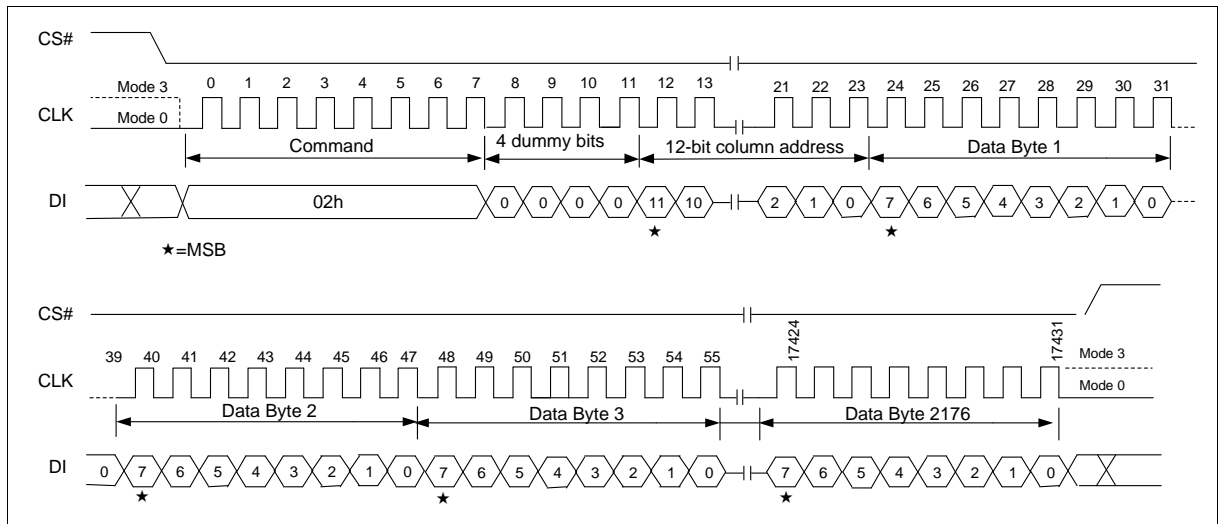 CS#
Mode 3 0 1 2 3 4 5 6 7 8 9 10 11 12 13 21 22 23 24 25 26 27 28 29 30 31
CLK
Mode 0
Command 4 dummy bits 12-bit column address Data Byte 1
DI 02h 0 0 0 0 11 10 2 1 0 7 6 5 4 3 2 1 0
★ ★
★=MSB
CS#
39 40 41 42 43 44 45 46 47 48 49 50 51 52 53 54 55 17424 17431 Mode 3
CLK
Mode 0
Data Byte 2 Data Byte 3 Data Byte 2176
DI 0 7 6 5 4 3 2 1 0 7 6 5 4 3 2 1 0 7 6 5 4 3 2 1 0
★ ★ ★